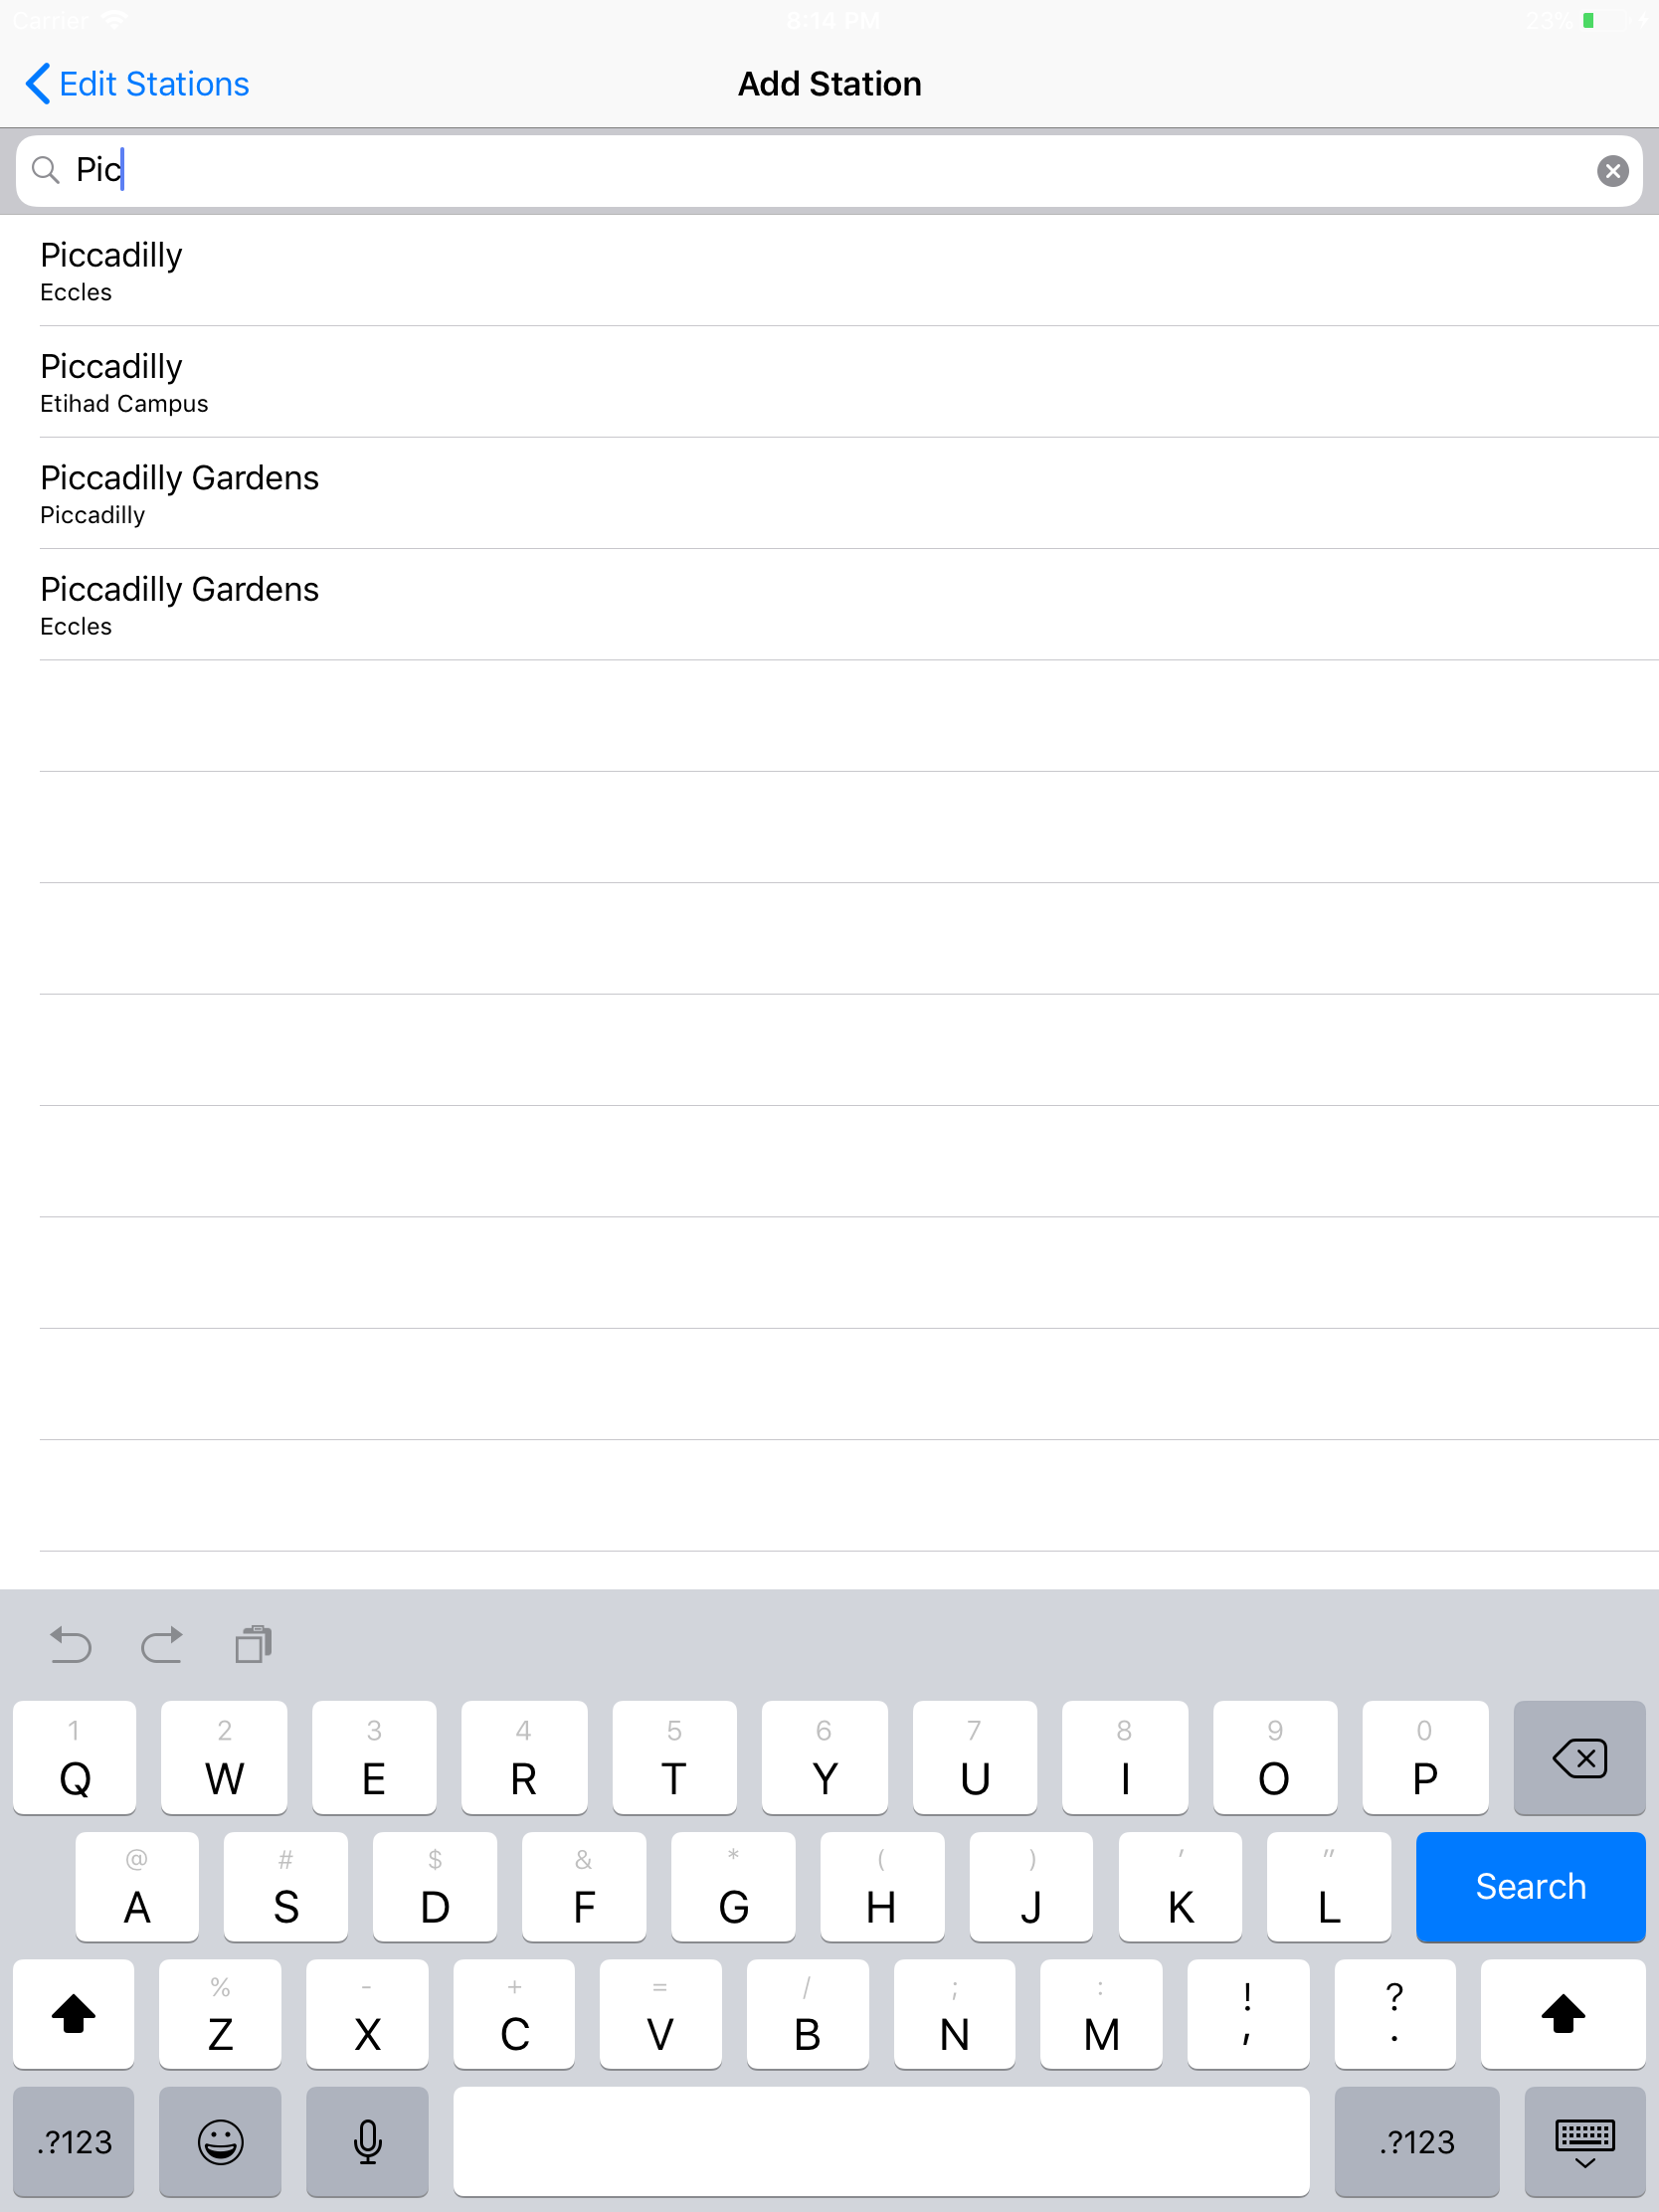 Carrier 8:14 PM 23%
Edit Stations Add Station
Pic
Piccadilly
Eccles
Piccadilly
Etihad Campus
Piccadilly Gardens
Piccadilly
Piccadilly Gardens
Eccles
1 2 3 4 5 6 7 8 9 0
Q W E R T Y U I O P
@ # $ & * ( ) ' "
A S D F G H J K L Search
% - + = / ; : ! ?
Z X C V B N M , .
.?123 .?123